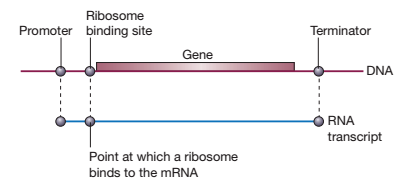 Promoter
Ribosome
binding site
Gene
Terminator
DNA
RNA
transcript
Point at which a ribosome
binds to the mRNA